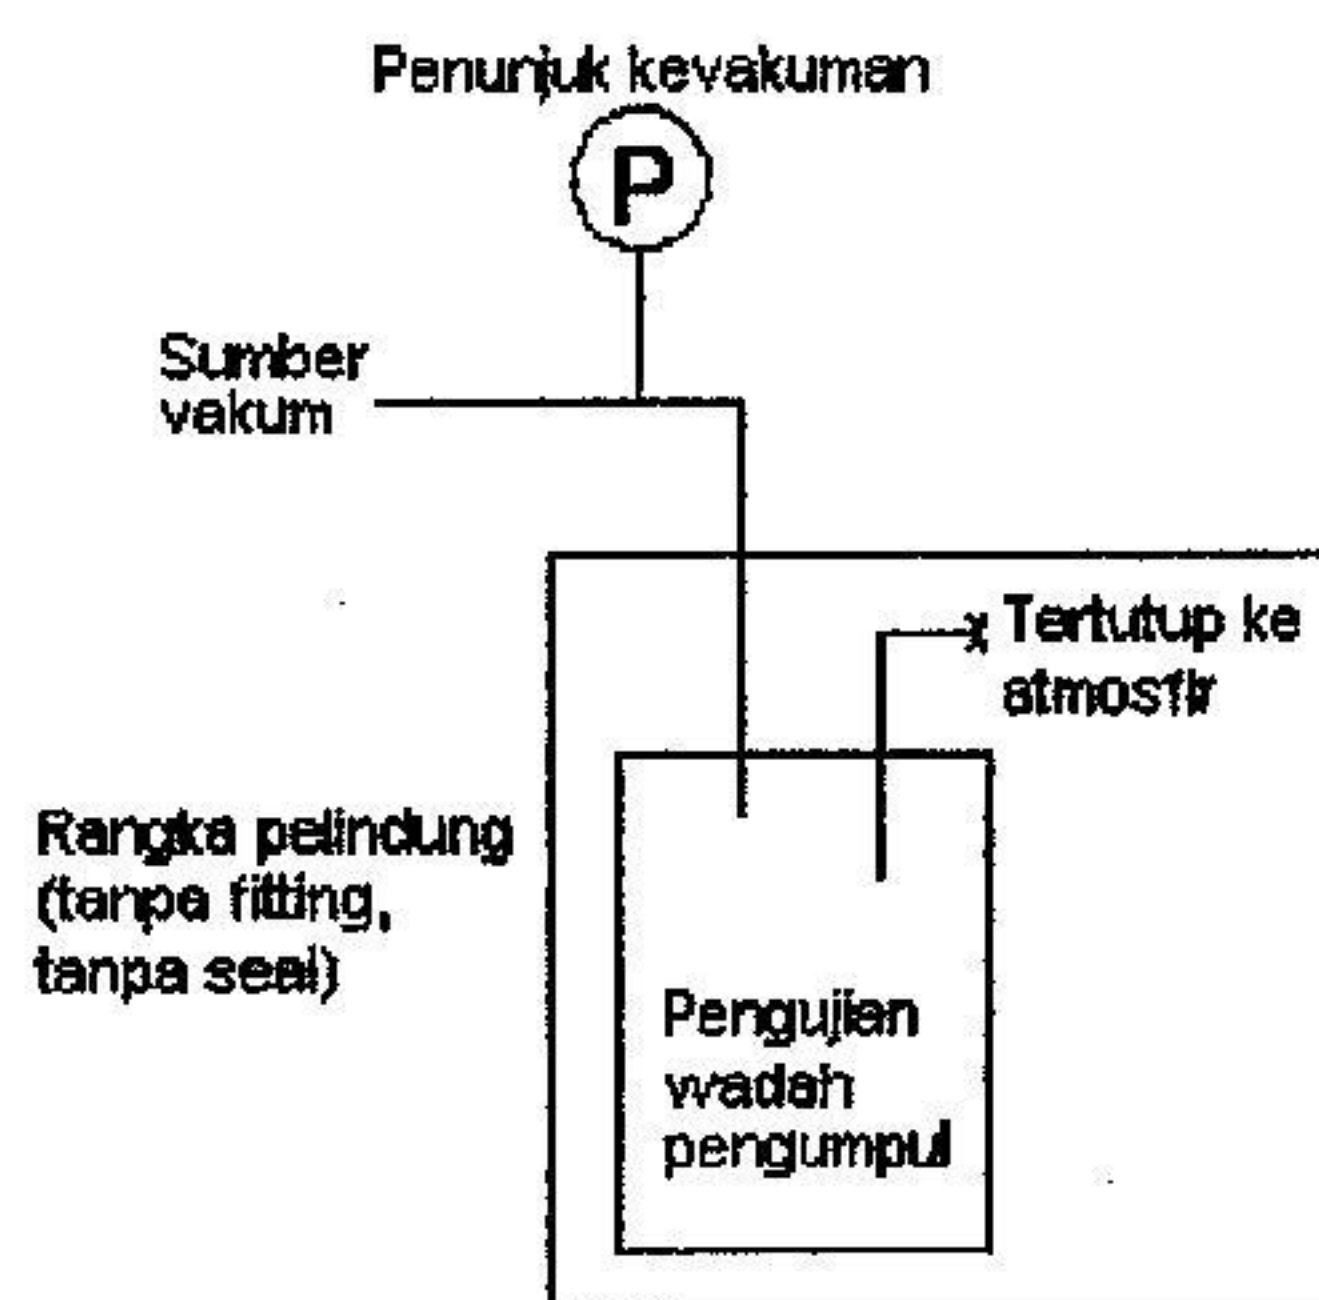 Penunjuk kevakuman
P
Sumber
vakum
Tertutup ke
atmosfir
Rangka pelindung
(tanpa fitting,
tanpa seal)
Pengujian
wadah
pengumpul